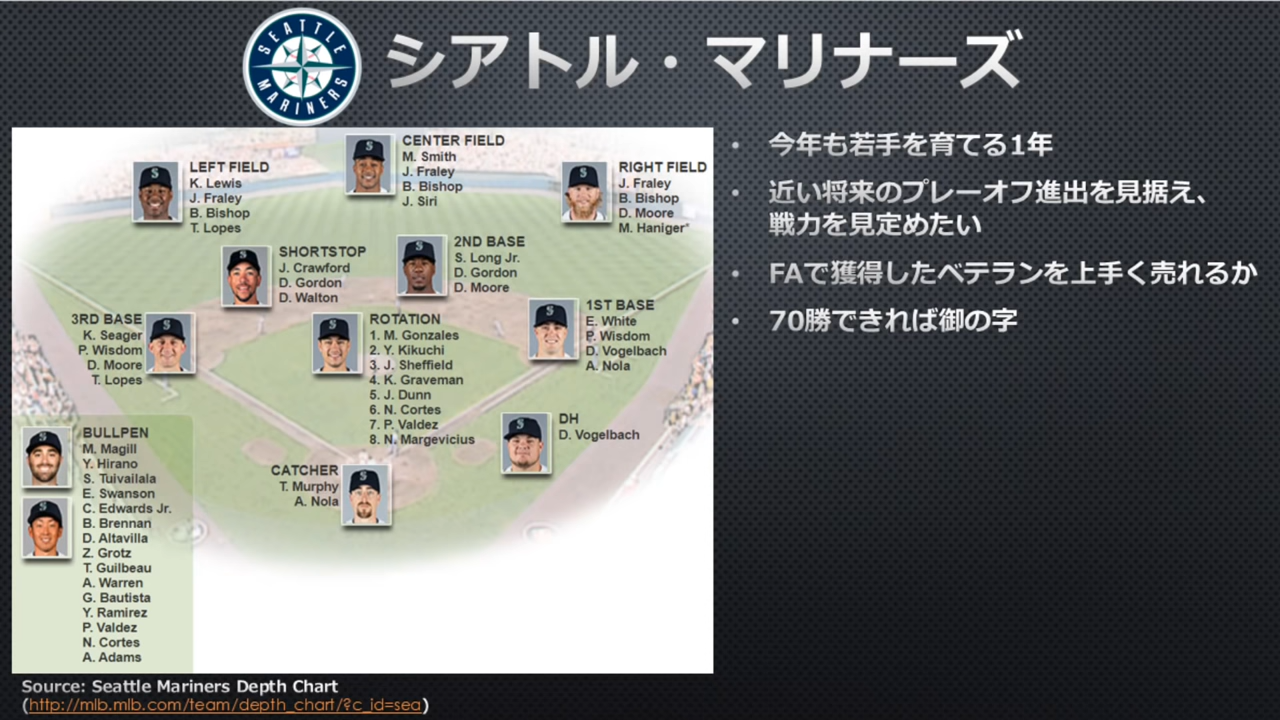 SEATTLE
MARINERS
シアトル・マリナーズ
CENTER FIELD
M. Smith
J. Fraley
B. Bishop
J. Siri
LEFT FIELD
K. Lewis
J. Fraley
B. Bishop
T. Lopes
RIGHT FIELD
J. Fraley
B. Bishop
D. Moore
M. Haniger*
SHORTSTOP
J. Crawford
D. Gordon
D. Walton
2ND BASE
S. Long Jr.
D. Gordon
D. Moore
3RD BASE
K. Seager
P. Wisdom
D. Moore
T. Lopes
ROTATION
1. M. Gonzales
2. Y. Kikuchi
3. J. Sheffield
4. K. Graveman
5. J. Dunn
6. N. Cortes
7. P. Valdez
8. N. Margevicius
1ST BASE
E. White
P. Wisdom
D. Vogelbach
A. Nola
DH
D. Vogelbach
CATCHER
T. Murphy
A. Nola
BULLPEN
M. Magill
Y. Hirano
S. Tuivailala
E. Swanson
C. Edwards Jr.
B. Brennan
D. Altavilla
Z. Grotz
T. Guilbeau
A. Warren
G. Bautista
Y. Ramirez
P. Valdez
N. Cortes
A. Adams
• 今年も若手を育てる1年
• 近い将来のプレーオフ進出を見据え、
戦力を見定めたい
• FAで獲得したベテランを上手く売れるか
• 70勝できれば御の字
Source: Seattle Mariners Depth Chart
(http://mlb.mlb.com/team/depth_chart/?c_id=sea)